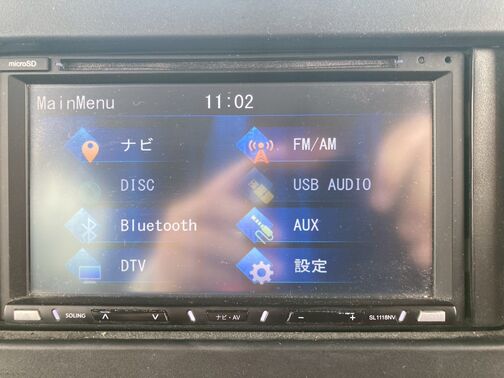 microSD
MainMenu 11:02
ナビ FM/AM
DISC USB AUDIO
Bluetooth AUX
DTV 設定
SOLING ナビ・AV − + SL1118NV